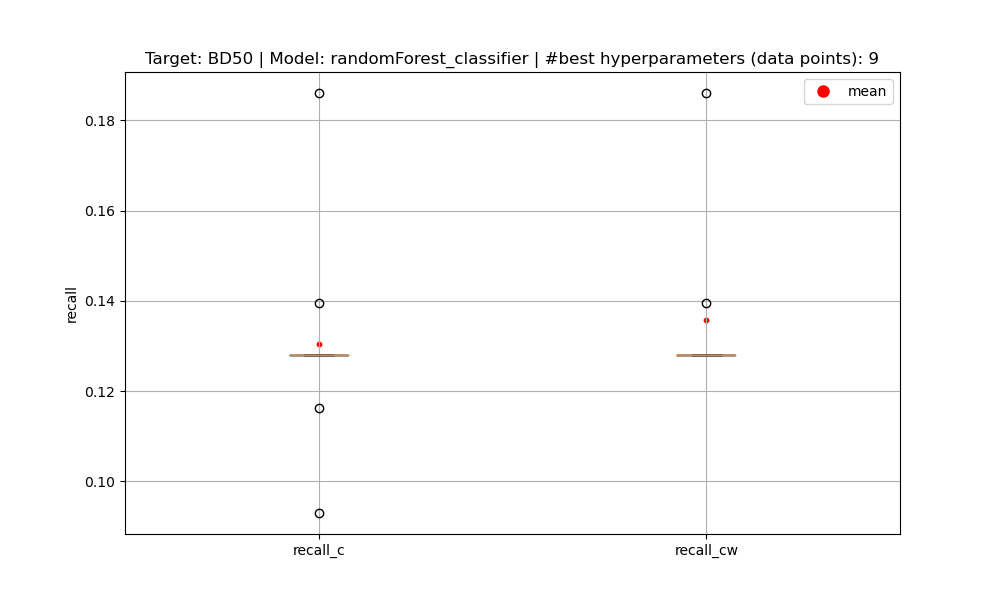 Target: BD50 | Model: randomForest_classifier | #best hyperparameters (data points): 9
mean
0.18
0.16
0.14
0.12
0.10
recall
recall_c
recall_cw